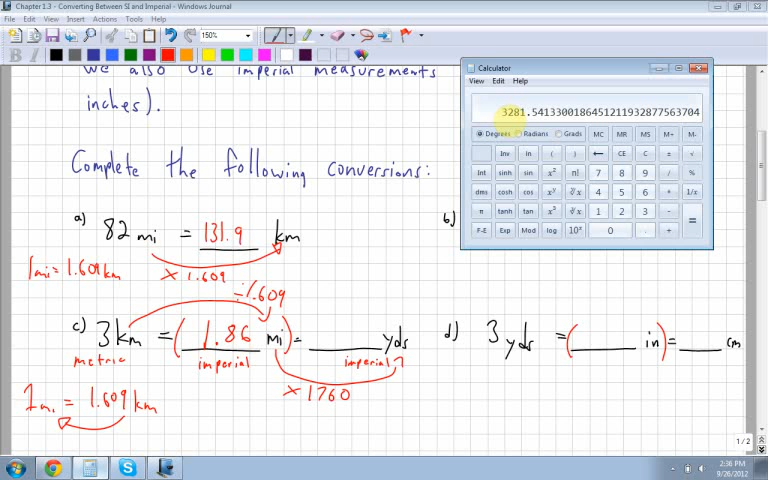 Chapter 1.3 - Converting Between SI and Imperial - Windows Journal
File Edit View Insert Actions Tools Help
150%
B I
we also use imperial measurements
inches).
Complete the following conversions:
a) 82 mi = 131.9 km
1 mi = 1.609 km
× 1.609
b)
÷ 1.609
c) 3 km = ( 1.86 mi) = ____ yds
metric imperial imperial ?
× 1760
1 mi = 1.609 km
d) 3 yds = (____ in) = ____ cm
Calculator
View Edit Help
3281.54133001864512119328775637 04
Degrees Radians Grads MC MR MS M+ M-
Inv ln ( ) ← CE C ± √
Int sinh sin x² n! 7 8 9 / %
dms cosh cos xʸ ʸ√x 4 5 6 * 1/x
π tanh tan x³ ³√x 1 2 3 - =
F-E Exp Mod log 10ˣ 0 . +
1 / 2
2:36 PM
9/26/2012